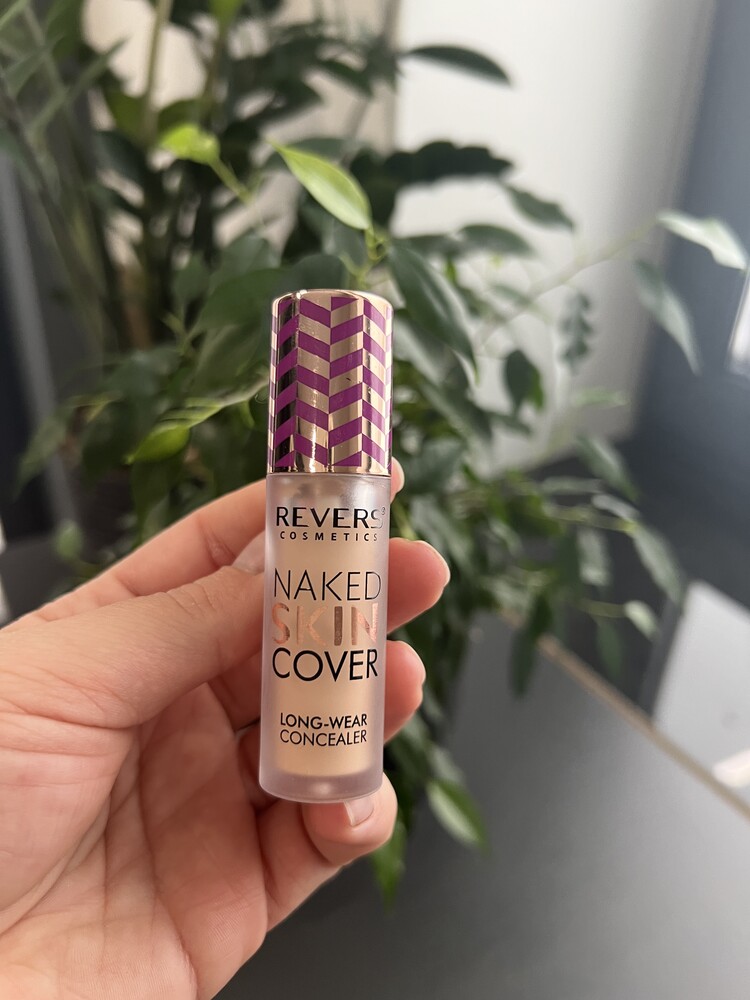 REVERS®
COSMETICS
NAKED
SKIN
COVER
LONG-WEAR
CONCEALER